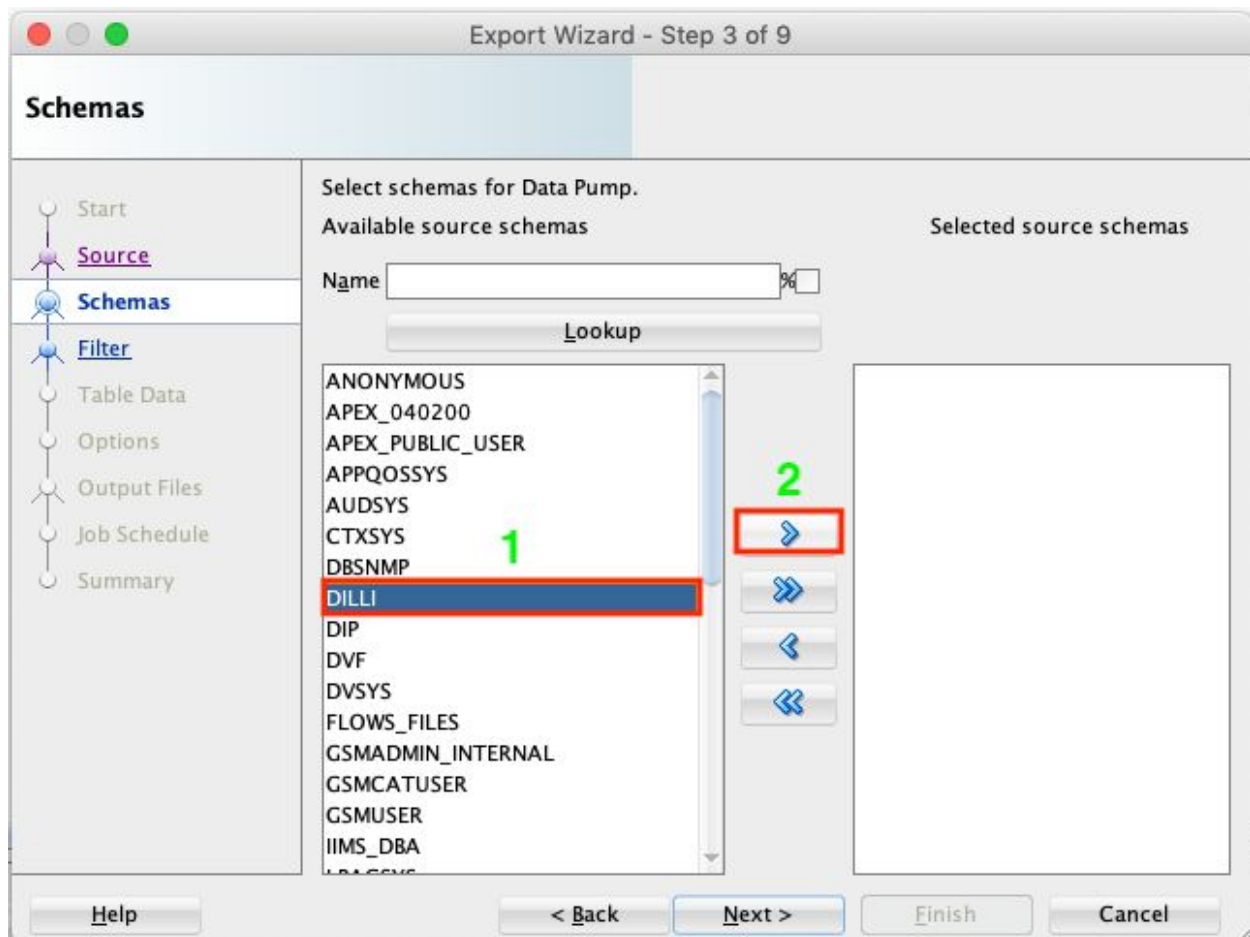 Export Wizard - Step 3 of 9
Schemas
Start
Source
Schemas
Filter
Table Data
Options
Output Files
Job Schedule
Summary
Select schemas for Data Pump.
Available source schemas
Selected source schemas
Name %
Lookup
ANONYMOUS
APEX_040200
APEX_PUBLIC_USER
APPQOSSYS
AUDSYS
CTXSYS
1
DBSNMP
DILLI
DIP
DVF
DVSYS
FLOWS_FILES
GSMADMIN_INTERNAL
GSMCATUSER
GSMUSER
IIMS_DBA
2
Help
< Back
Next >
Finish
Cancel